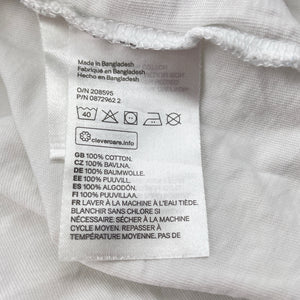 Made in Bangladesh
Fabriqué en Bangladesh
Hecho en Bangladesh
O/N 208595
P/N 0872962 2
40
clevercare.info
GB 100% COTTON.
CZ 100% BAVLNA.
DE 100% BAUMWOLLE.
EE 100% PUUVILL.
ES 100% ALGODÓN.
FI 100% PUUVILLAA.
FR LAVER À LA MACHINE À L'EAU TIÈDE.
BLANCHIR SANS CHLORE SI
NÉCESSAIRE. SÉCHER À LA MACHINE
CYCLE MOYEN. REPASSER À
TEMPÉRATURE MOYENNE. PAS DE